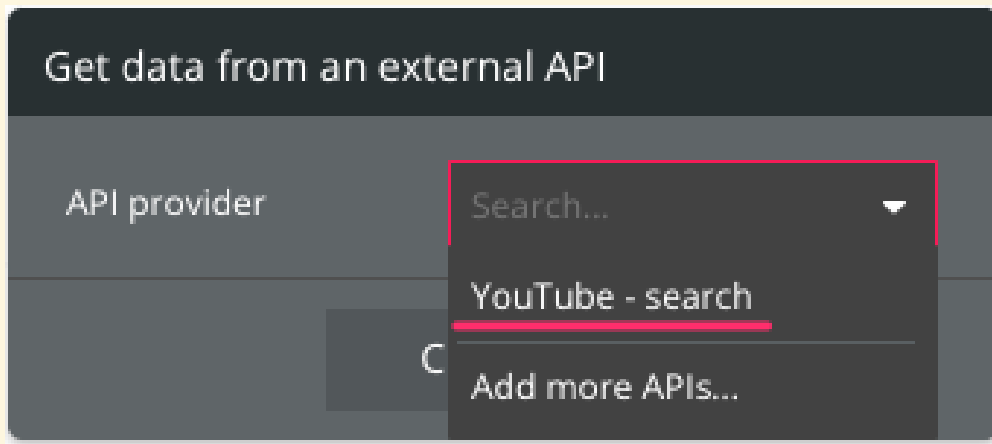 Get data from an external API
API provider
Search...
YouTube - search
C
Add more APIs...